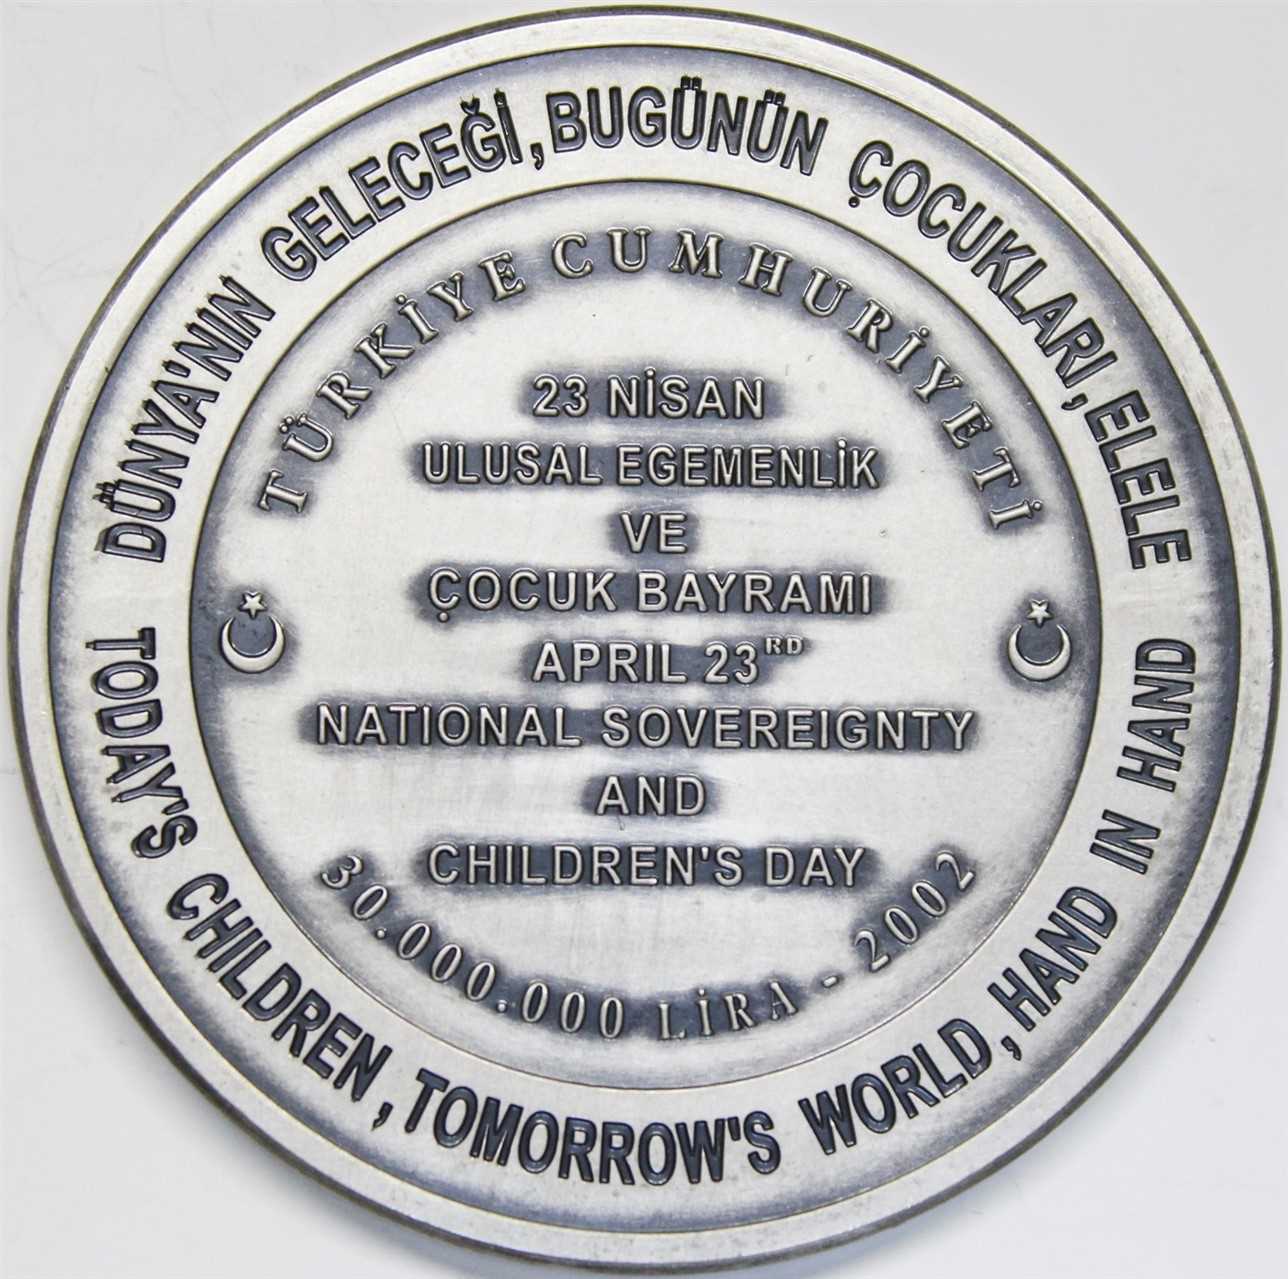 DÜNYA'NIN GELECEĞİ, BUGÜNÜN ÇOCUKLARI, ELELE
TÜRKİYE CUMHURİYETİ
23 NİSAN
ULUSAL EGEMENLİK
VE
ÇOCUK BAYRAMI
APRIL 23RD
NATIONAL SOVEREIGNTY
AND
CHILDREN'S DAY
30.000.000 LİRA - 2002
TODAY'S CHILDREN, TOMORROW'S WORLD, HAND IN HAND